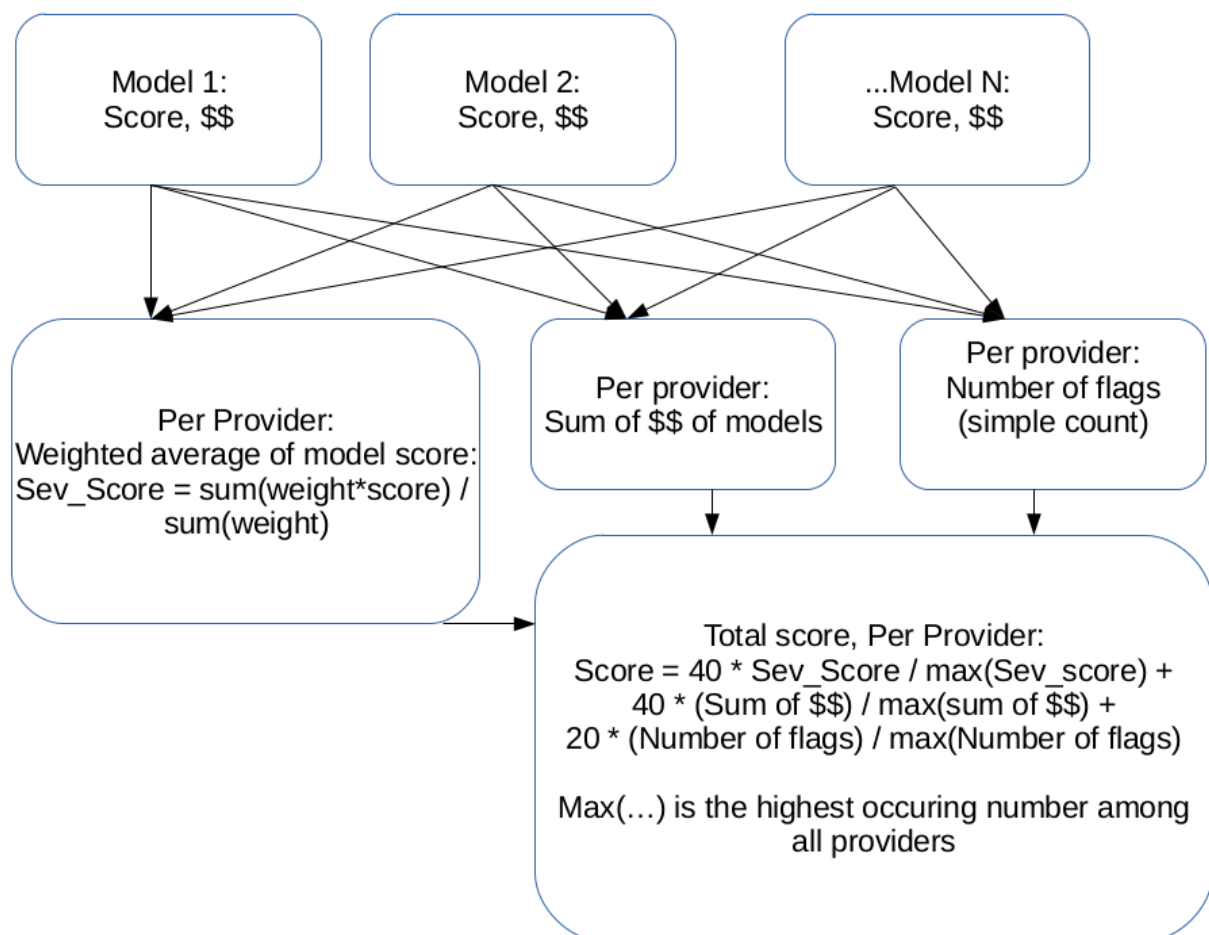 Model 1:
Score, $$
Model 2:
Score, $$
...Model N:
Score, $$
Per Provider:
Weighted average of model score:
Sev_Score = sum(weight*score) /
sum(weight)
Per provider:
Sum of $$ of models
Per provider:
Number of flags
(simple count)
Total score, Per Provider:
Score = 40 * Sev_Score / max(Sev_score) +
40 * (Sum of $$) / max(sum of $$) +
20 * (Number of flags) / max(Number of flags)
Max(…) is the highest occuring number among
all providers